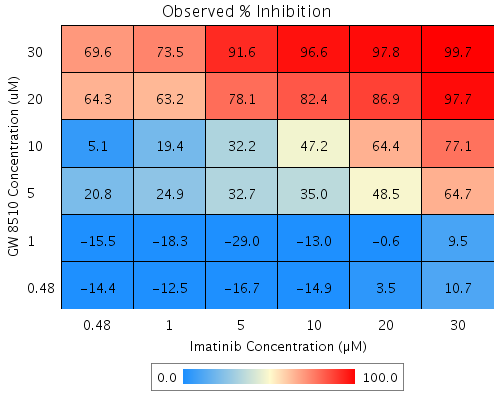 Observed % Inhibition
GW 8510 Concentration (uM)
30 69.6 73.5 91.6 96.6 97.8 99.7
20 64.3 63.2 78.1 82.4 86.9 97.7
10 5.1 19.4 32.2 47.2 64.4 77.1
5 20.8 24.9 32.7 35.0 48.5 64.7
1 −15.5 −18.3 −29.0 −13.0 −0.6 9.5
0.48 −14.4 −12.5 −16.7 −14.9 3.5 10.7
0.48 1 5 10 20 30
Imatinib Concentration (μM)
0.0 100.0